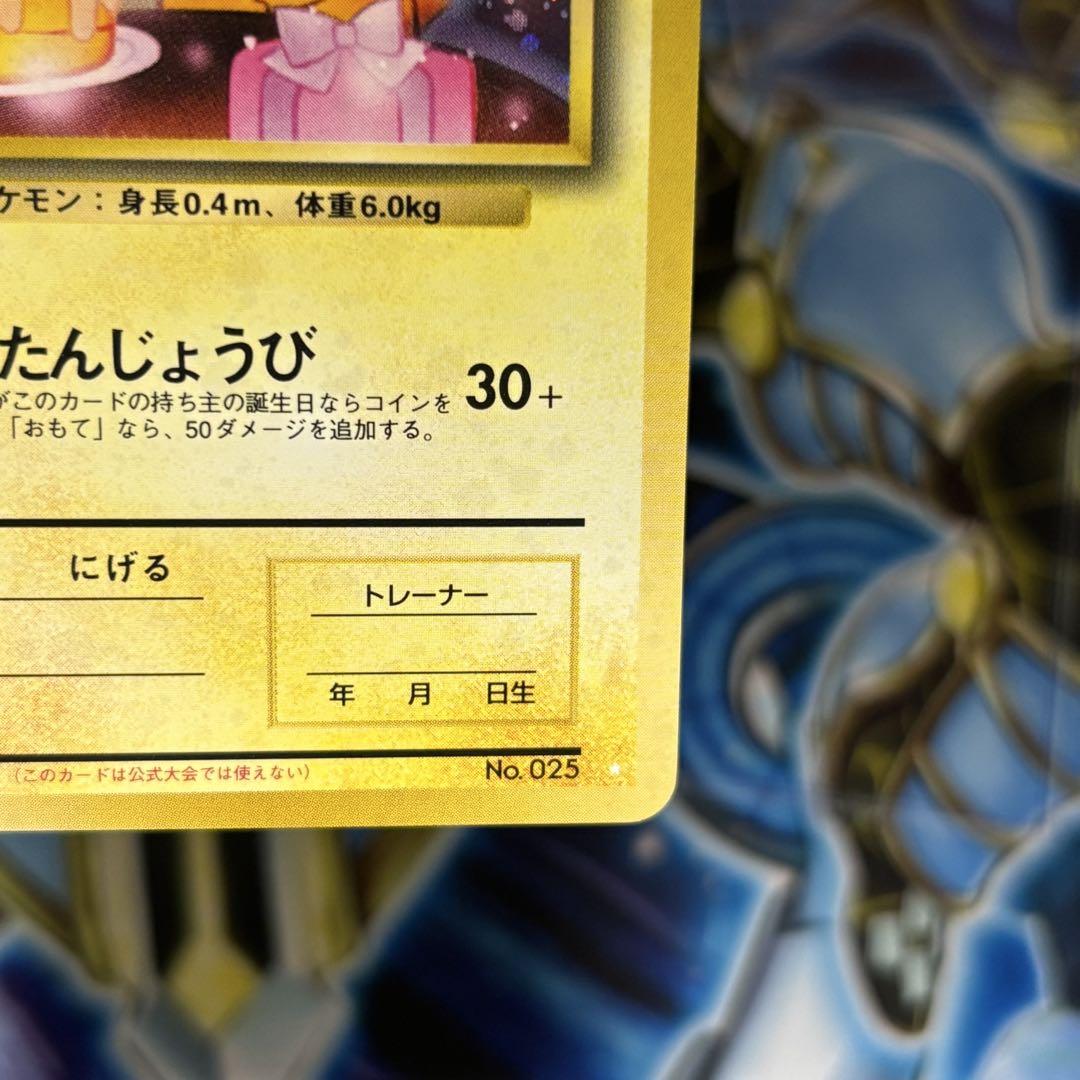 ケモン：身長0.4m、体重6.0kg
たんじょうび
がこのカードの持ち主の誕生日ならコインを
「おもて」なら、50ダメージを追加する。
30+
にげる
トレーナー
年 月 日生
（このカードは公式大会では使えない）
No. 025